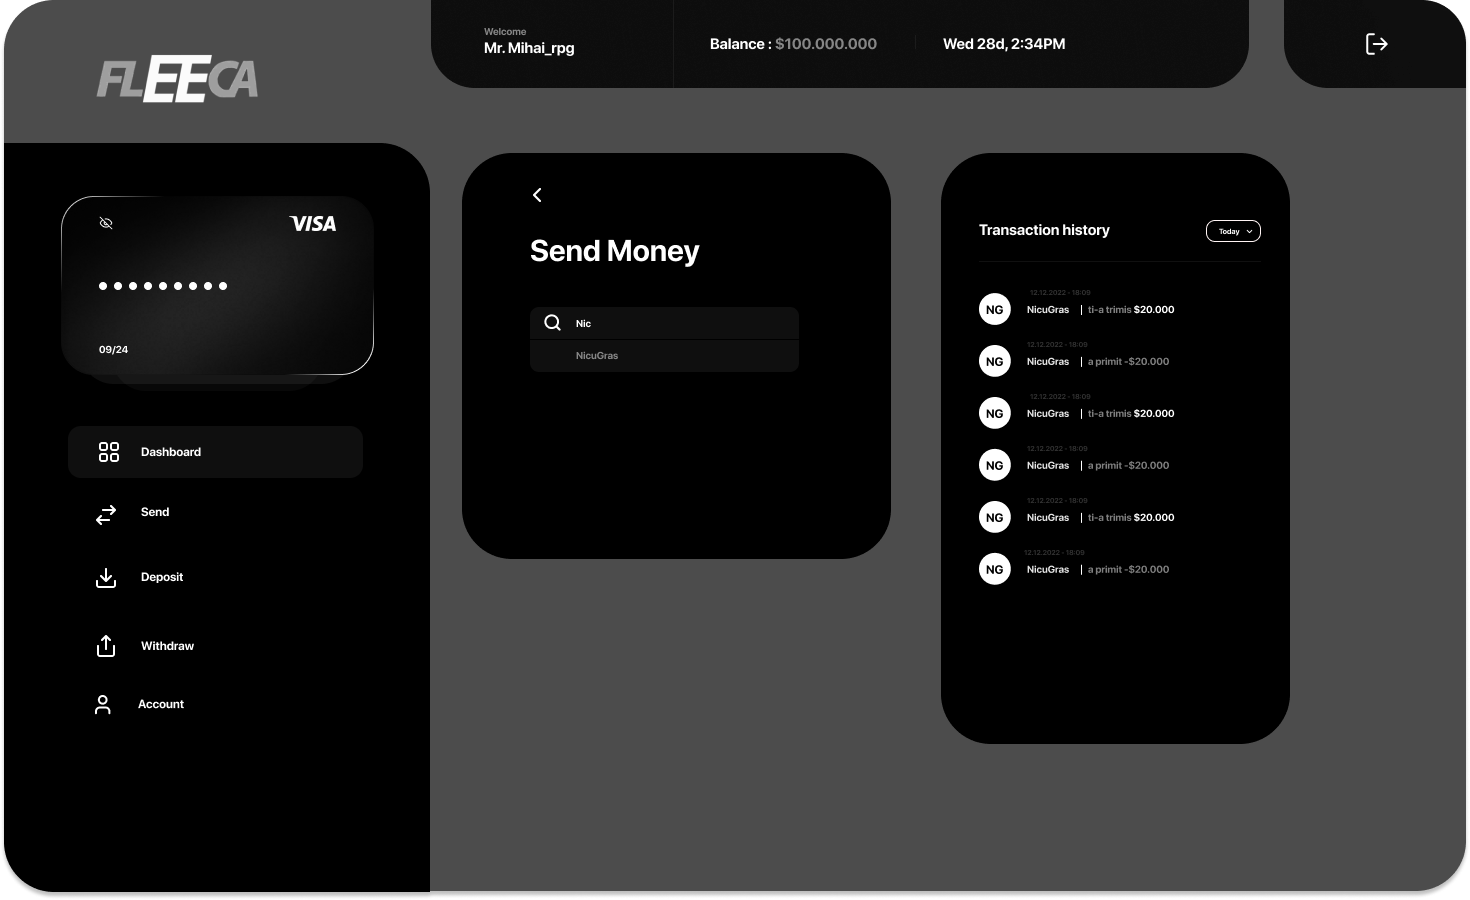 FLEECA
Welcome
Mr. Mihai_rpg
Balance : $100.000.000
Wed 28d, 2:34PM
VISA
09/24
Dashboard
Send
Deposit
Withdraw
Account
Send Money
Nic
NicuGras
Transaction history
Today
12.12.2022 - 18:09
NG
NicuGras | ti-a trimis $20.000
12.12.2022 - 18:09
NG
NicuGras | a primit -$20.000
12.12.2022 - 18:09
NG
NicuGras | ti-a trimis $20.000
12.12.2022 - 18:09
NG
NicuGras | a primit -$20.000
12.12.2022 - 18:09
NG
NicuGras | ti-a trimis $20.000
12.12.2022 - 18:09
NG
NicuGras | a primit -$20.000